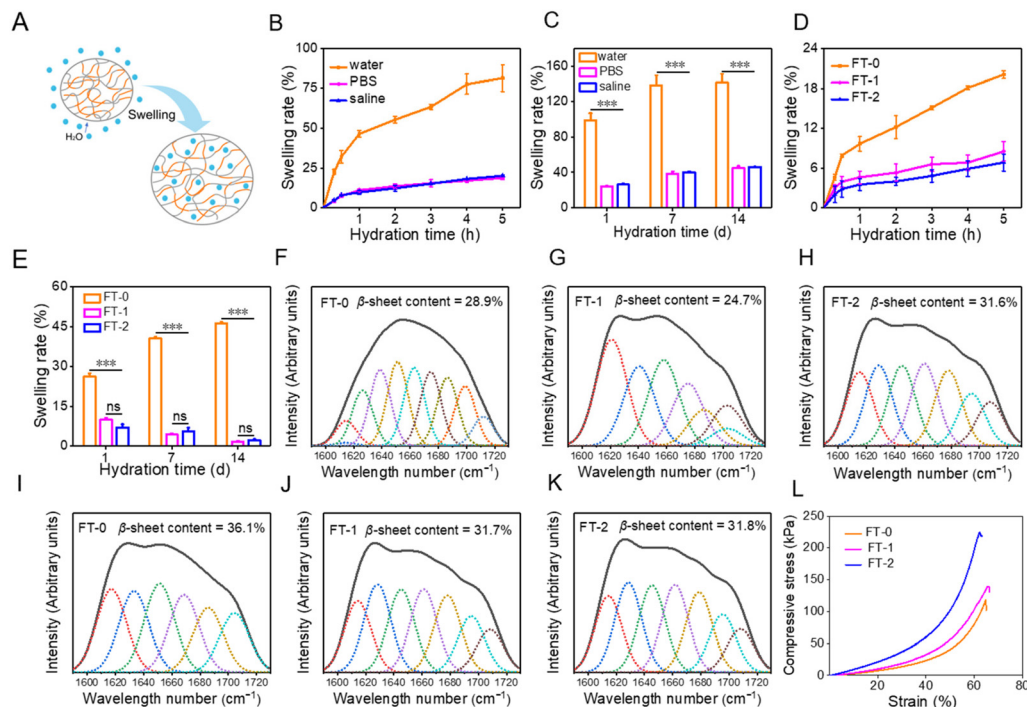 A
H₂O
Swelling
B
Swelling rate (%)
100
75
50
25
0
water
PBS
saline
1 2 3 4 5
Hydration time (h)
C
Swelling rate (%)
160
120
80
40
0
water
PBS
saline
***
***
***
1 7 14
Hydration time (d)
D
Swelling rate (%)
24
18
12
6
0
FT-0
FT-1
FT-2
1 2 3 4 5
Hydration time (h)
E
Swelling rate (%)
60
45
30
15
0
FT-0
FT-1
FT-2
***
***
***
ns
ns
ns
1 7 14
Hydration time (d)
F
Intensity (Arbitrary units)
FT-0 β-sheet content = 28.9%
1600 1620 1640 1660 1680 1700 1720
Wavelength number (cm⁻¹)
G
Intensity (Arbitrary units)
FT-1 β-sheet content = 24.7%
1600 1620 1640 1660 1680 1700 1720
Wavelength number (cm⁻¹)
H
Intensity (Arbitrary units)
FT-2 β-sheet content = 31.6%
1600 1620 1640 1660 1680 1700 1720
Wavelength number (cm⁻¹)
I
Intensity (Arbitrary units)
FT-0 β-sheet content = 36.1%
1600 1620 1640 1660 1680 1700 1720
Wavelength number (cm⁻¹)
J
Intensity (Arbitrary units)
FT-1 β-sheet content = 31.7%
1600 1620 1640 1660 1680 1700 1720
Wavelength number (cm⁻¹)
K
Intensity (Arbitrary units)
FT-2 β-sheet content = 31.8%
1600 1620 1640 1660 1680 1700 1720
Wavelength number (cm⁻¹)
L
Compressive stress (kPa)
250
200
150
100
50
0
FT-0
FT-1
FT-2
20 40 60 80
Strain (%)